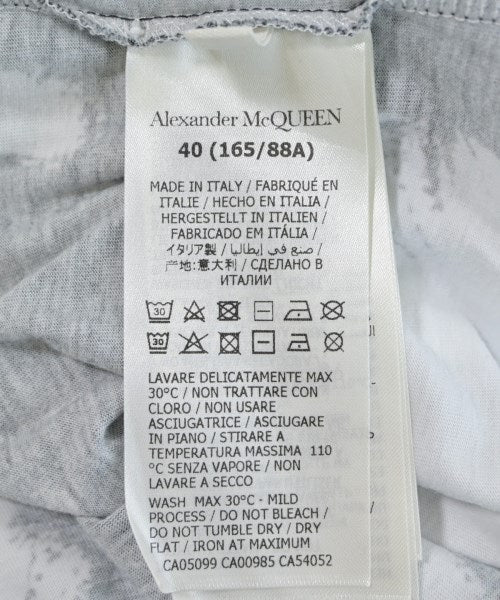 Alexander McQUEEN
40 (165/88A)
MADE IN ITALY / FABRIQUÉ EN
ITALIE / HECHO EN ITALIA /
HERGESTELLT IN ITALIEN /
FABRICADO EM ITÁLIA /
イタリア製 / صنع في إيطاليا /
产地:意大利 / СДЕЛАНО В
ИТАЛИИ
30
30
LAVARE DELICATAMENTE MAX
30°C / NON TRATTARE CON
CLORO / NON USARE
ASCIUGATRICE / ASCIUGARE
IN PIANO / STIRARE A
TEMPERATURA MASSIMA 110
°C SENZA VAPORE / NON
LAVARE A SECCO
WASH MAX 30°C - MILD
PROCESS / DO NOT BLEACH /
DO NOT TUMBLE DRY / DRY
FLAT / IRON AT MAXIMUM
CA05099 CA00985 CA54052